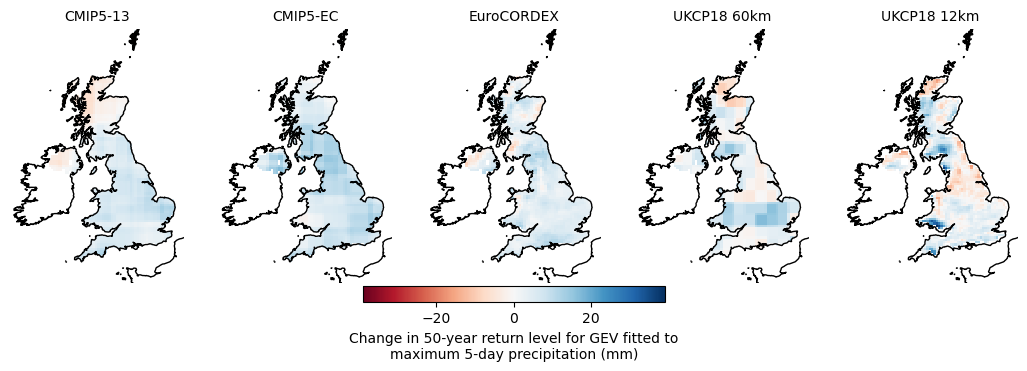 CMIP5-13
CMIP5-EC
EuroCORDEX
UKCP18 60km
UKCP18 12km
−20
0
20
Change in 50-year return level for GEV fitted to
maximum 5-day precipitation (mm)